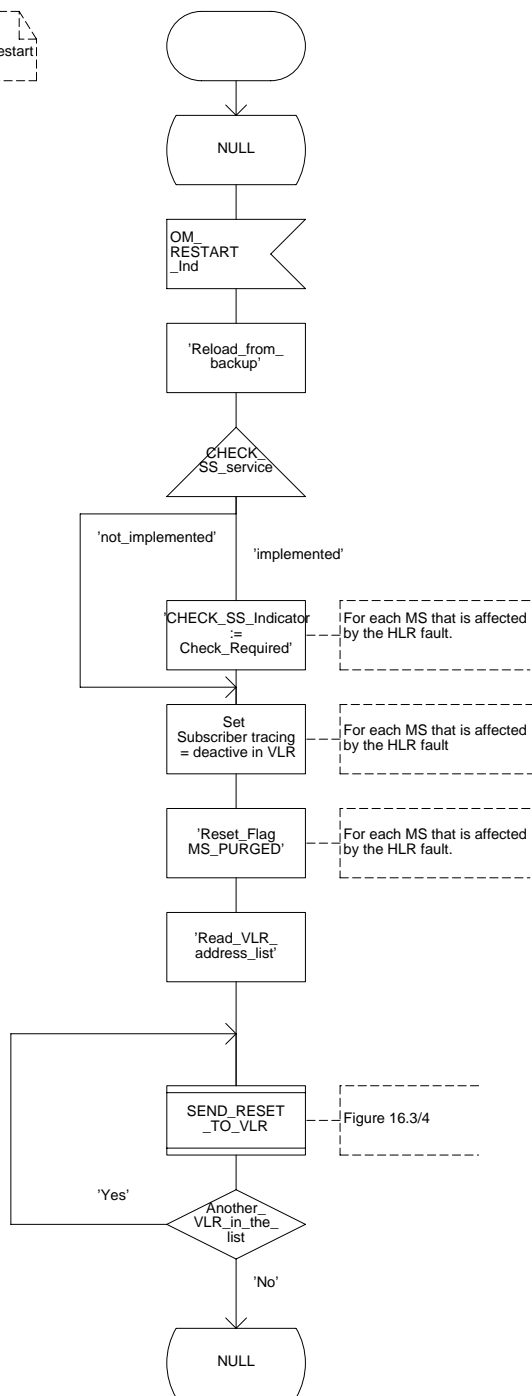 estart
NULL
OM_
RESTART
_Ind
'Reload_from_
backup'
CHECK_
SS_service
'not_implemented'
'implemented'
'CHECK_SS_Indicator
:=
Check_Required'
For each MS that is affected
by the HLR fault.
Set
Subscriber tracing
= deactive in VLR
For each MS that is affected
by the HLR fault
'Reset_Flag
MS_PURGED'
For each MS that is affected
by the HLR fault.
'Read_VLR_
address_list'
SEND_RESET
_TO_VLR
Figure 16.3/4
'Yes'
Another_
VLR_in_the_
list
'No'
NULL